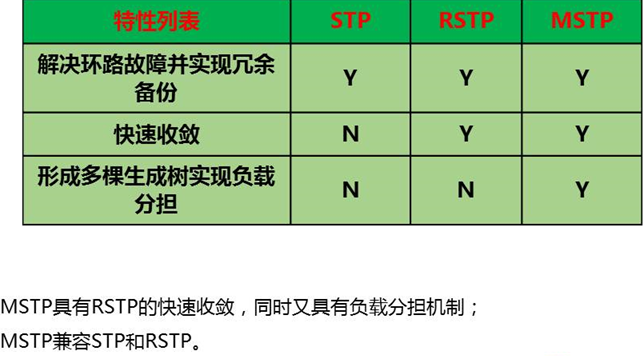 特性列表 STP RSTP MSTP
解决环路故障并实现冗余
备份 Y Y Y
快速收敛 N Y Y
形成多棵生成树实现负载
分担 N N Y
MSTP具有RSTP的快速收敛，同时又具有负载分担机制；
MSTP兼容STP和RSTP。